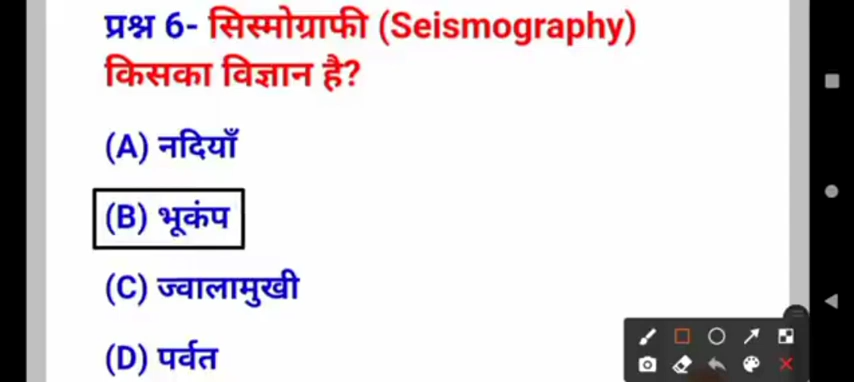 प्रश्न 6- सिस्मोग्राफी (Seismography)
किसका विज्ञान है?
(A) नदियाँ
(B) भूकंप
(C) ज्वालामुखी
(D) पर्वत